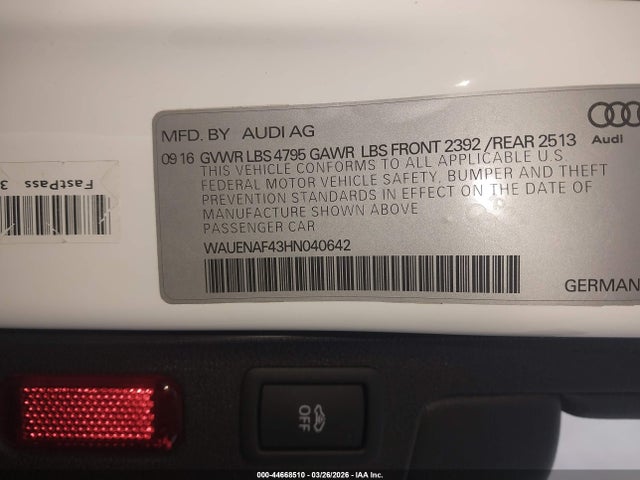 MFD. BY AUDI AG
09 16 GVWR LBS 4795 GAWR LBS FRONT 2392 /REAR 2513
Audi
THIS VEHICLE CONFORMS TO ALL APPLICABLE U.S
FEDERAL MOTOR VEHICLE SAFETY, BUMPER AND THEFT
PREVENTION STANDARDS IN EFFECT ON THE DATE OF
MANUFACTURE SHOWN ABOVE
PASSENGER CAR
WAUENAF43HN040642
GERMAN
FastPass 3
OFF
000-44668510 | 03/26/2026 - IAA Inc.